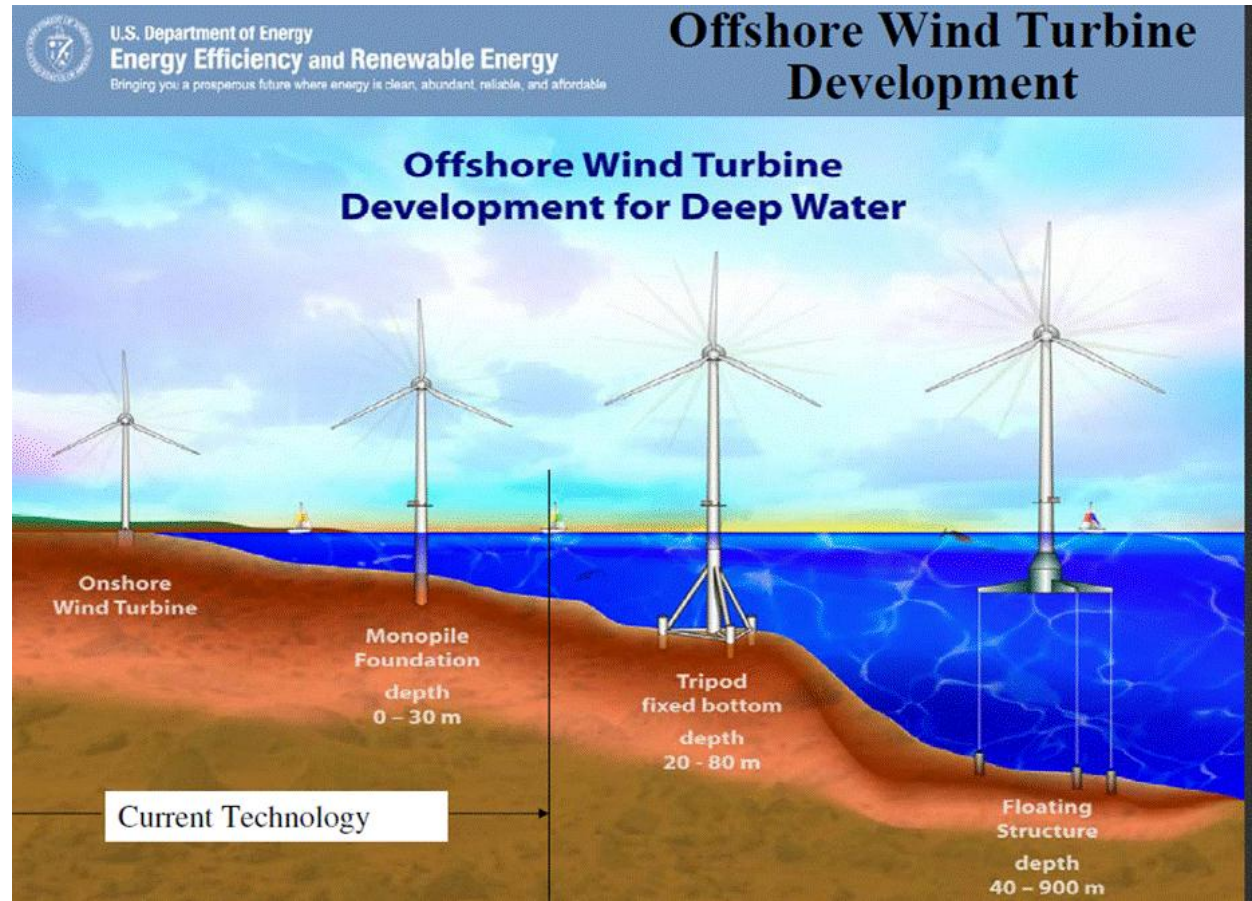 U.S. Department of Energy
Energy Efficiency and Renewable Energy
Bringing you a prosperous future where energy is clean, abundant, reliable, and affordable
Offshore Wind Turbine
Development
Offshore Wind Turbine
Development for Deep Water
Onshore
Wind Turbine
Monopile
Foundation
depth
0 – 30 m
Tripod
fixed bottom
depth
20 - 80 m
Floating
Structure
depth
40 – 900 m
Current Technology